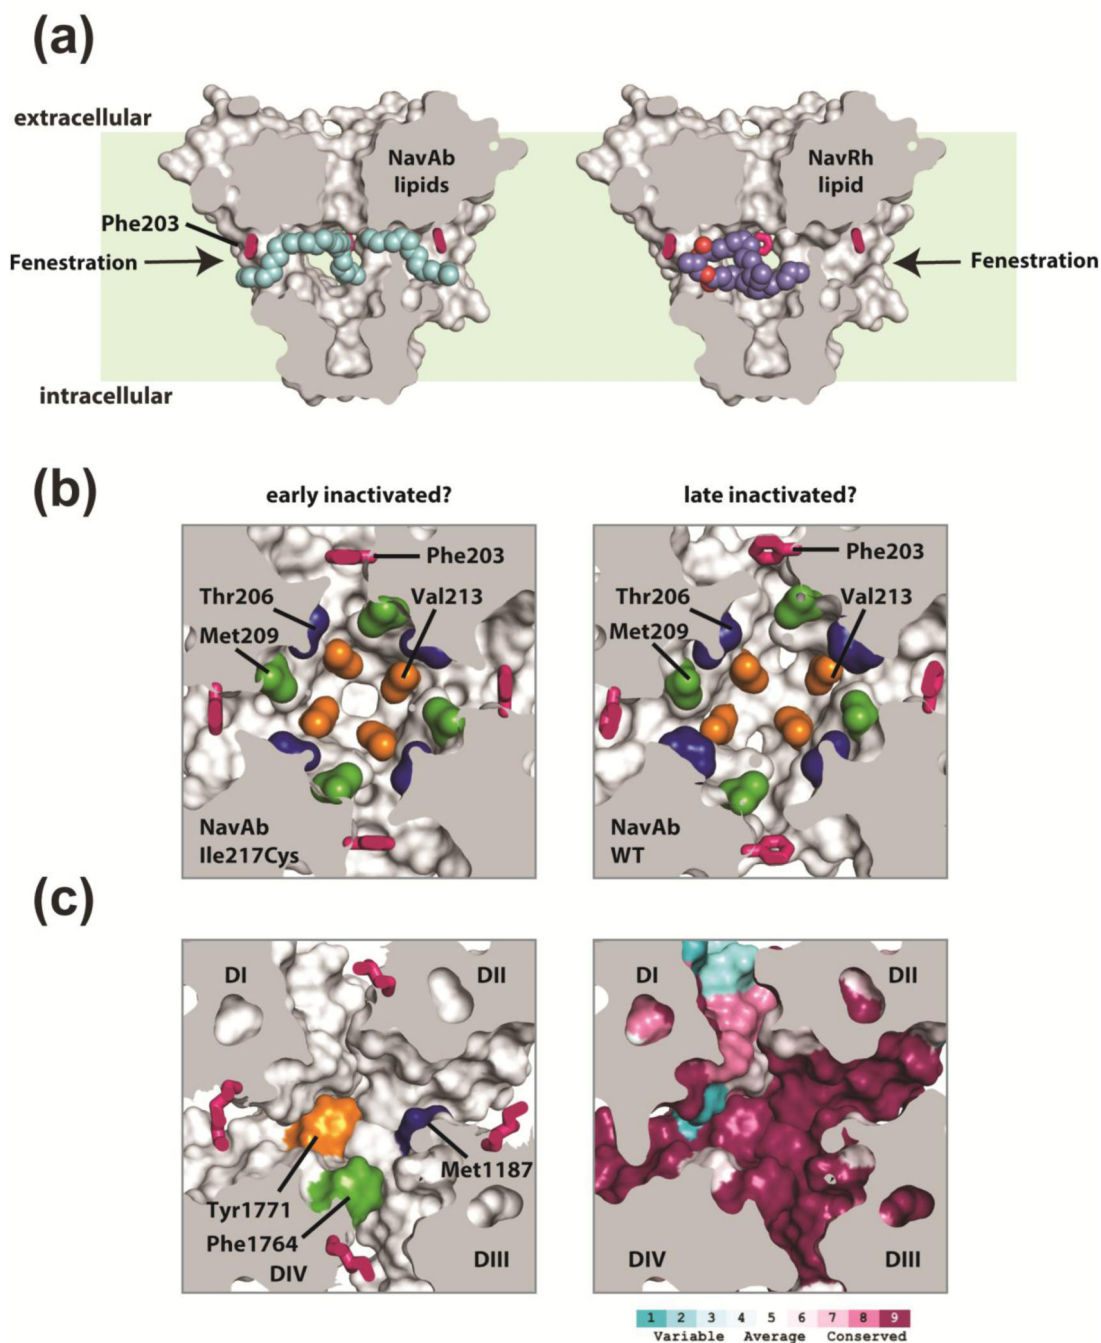 (a)
extracellular
NavAb
lipids
NavRh
lipid
Phe203
Fenestration
Fenestration
intracellular
(b)
early inactivated?
late inactivated?
Phe203
Thr206
Val213
Met209
NavAb
Ile217Cys
Phe203
Thr206
Val213
Met209
NavAb
WT
(c)
DI
DII
Met1187
Tyr1771
Phe1764
DIV
DIII
DI
DII
DIV
DIII
1 2 3 4 5 6 7 8 9
Variable Average Conserved